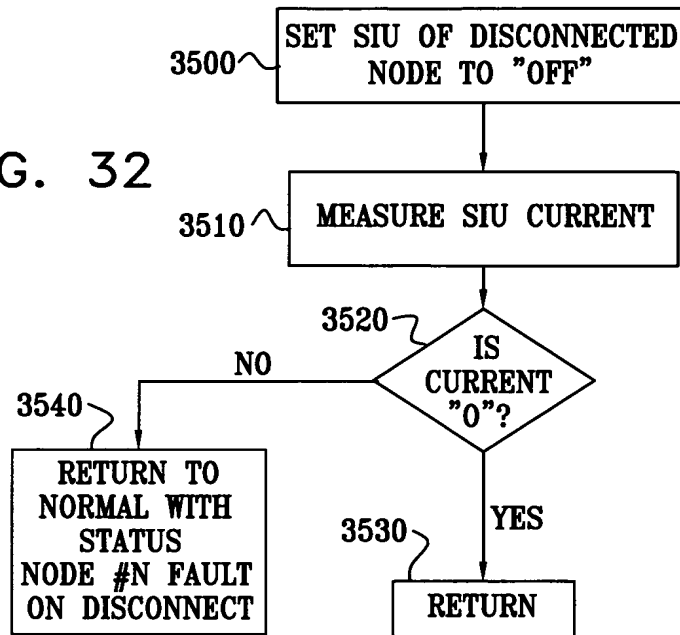 SET SIU OF DISCONNECTED
NODE TO "OFF"
3500
G. 32
MEASURE SIU CURRENT
3510
3520
IS
CURRENT
"0"?
NO
3540
RETURN TO
NORMAL WITH
STATUS
NODE #N FAULT
ON DISCONNECT
YES
3530
RETURN